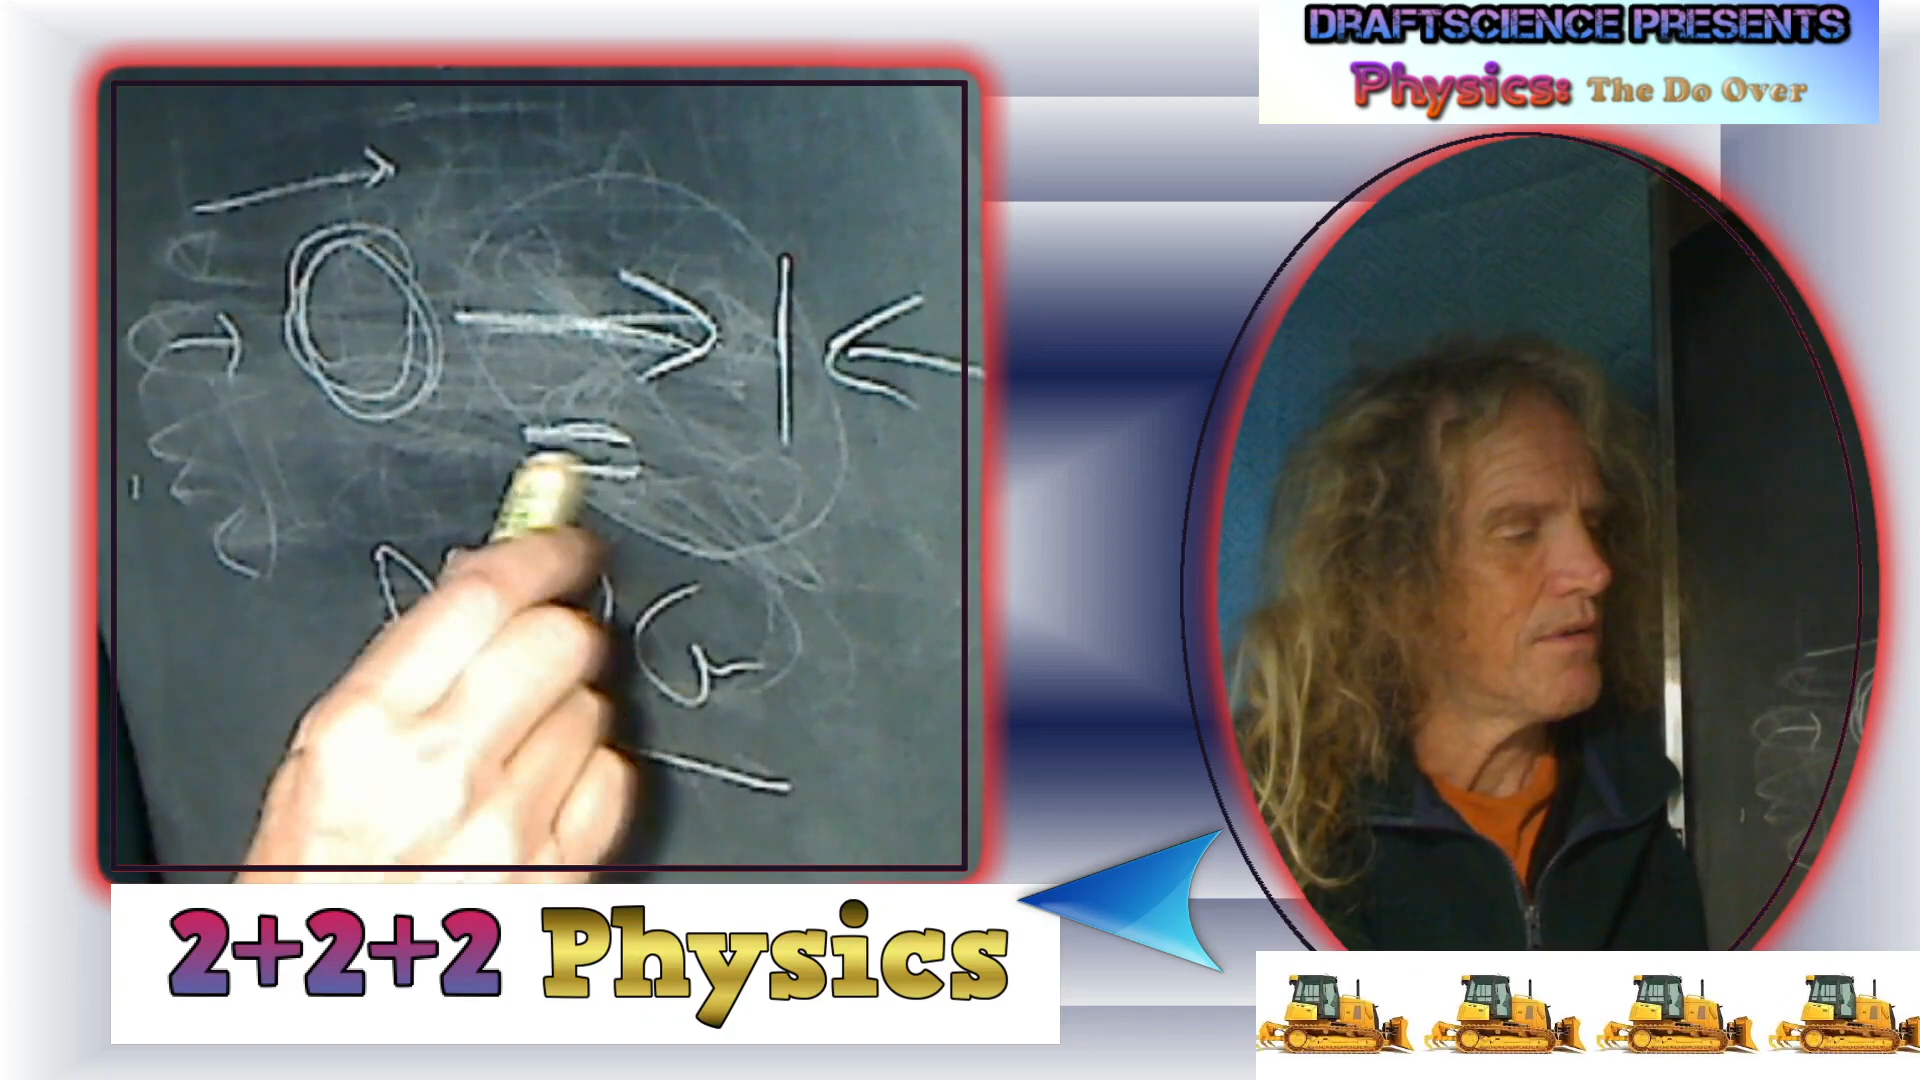 DRAFTSCIENCE PRESENTS
Physics: The Do Over
2+2+2 Physics